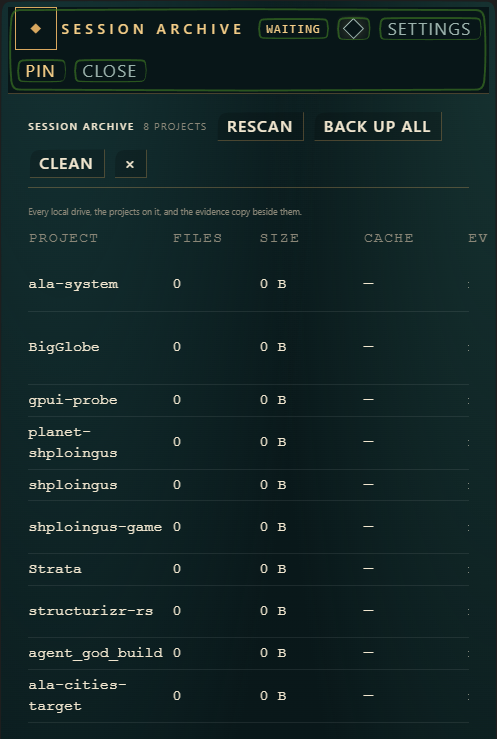 SESSION ARCHIVE WAITING SETTINGS
PIN CLOSE
SESSION ARCHIVE 8 PROJECTS RESCAN BACK UP ALL
CLEAN ×
Every local drive, the projects on it, and the evidence copy beside them.
PROJECT FILES SIZE CACHE EV
ala-system 0 0 B —
BigGlobe 0 0 B —
gpui-probe 0 0 B —
planet-
shploingus 0 0 B —
shploingus 0 0 B —
shploingus-game 0 0 B —
Strata 0 0 B —
structurizr-rs 0 0 B —
agent_god_build 0 0 B —
ala-cities-
target 0 0 B —